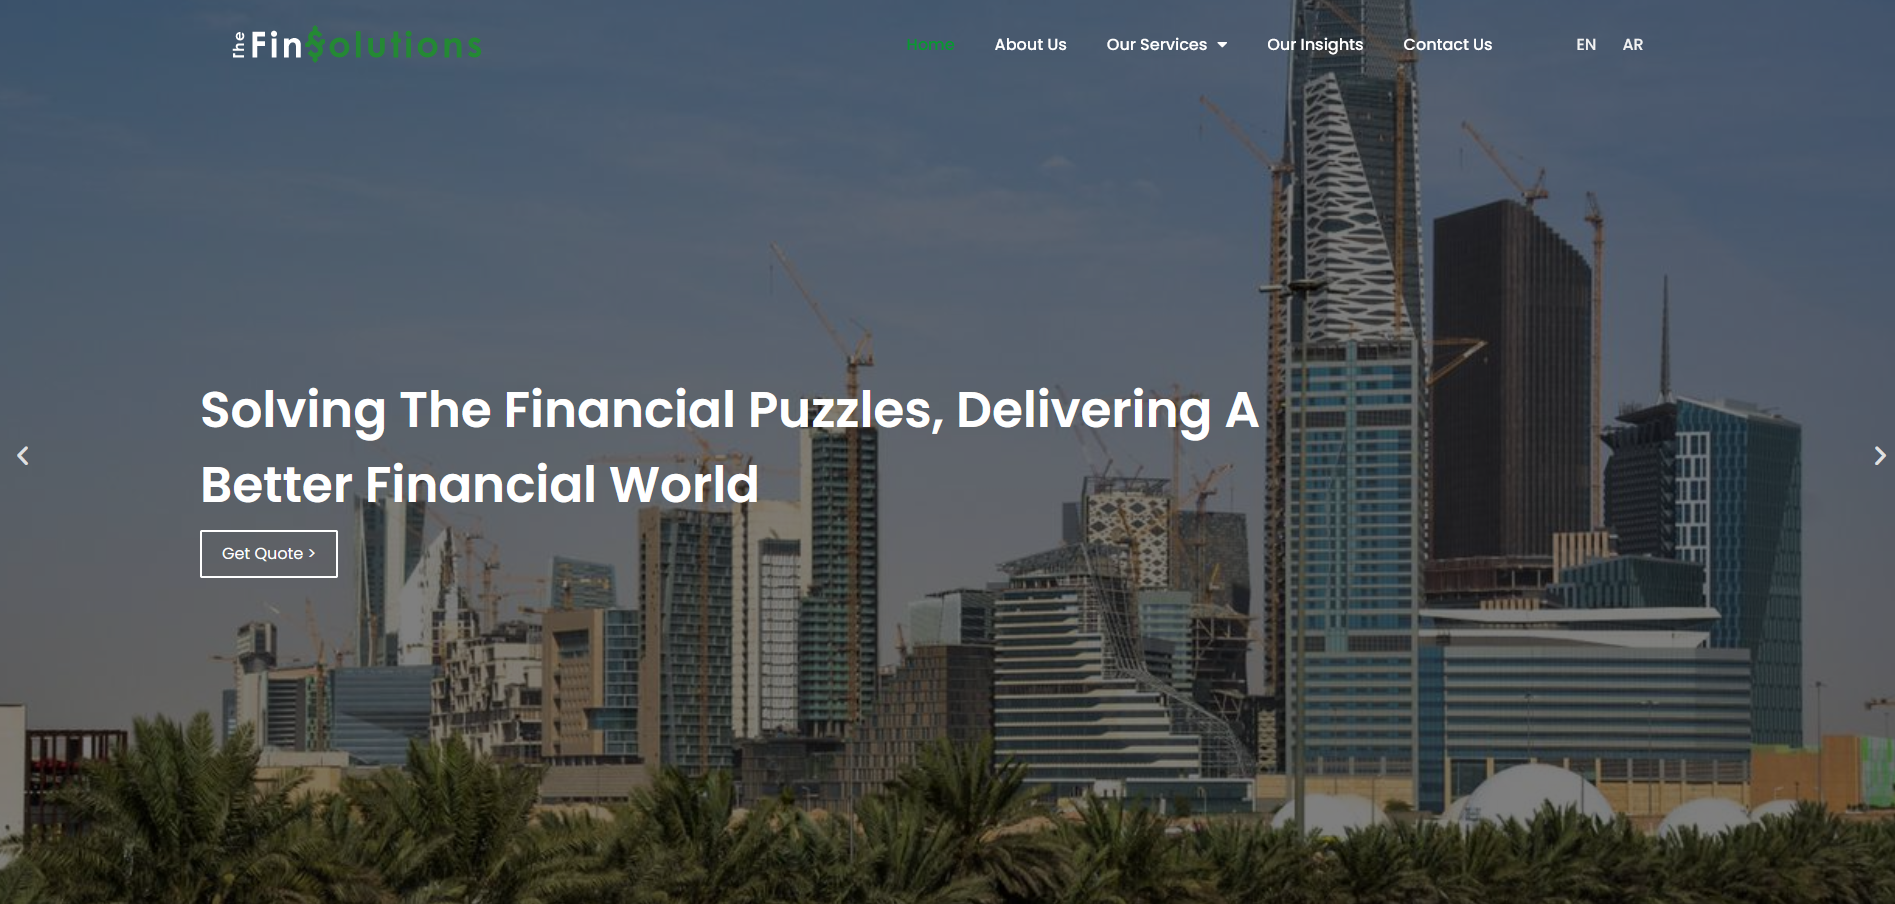 the Fin$olutions
Home About Us Our Services Our Insights Contact Us EN AR
Solving The Financial Puzzles, Delivering A
Better Financial World
Get Quote >